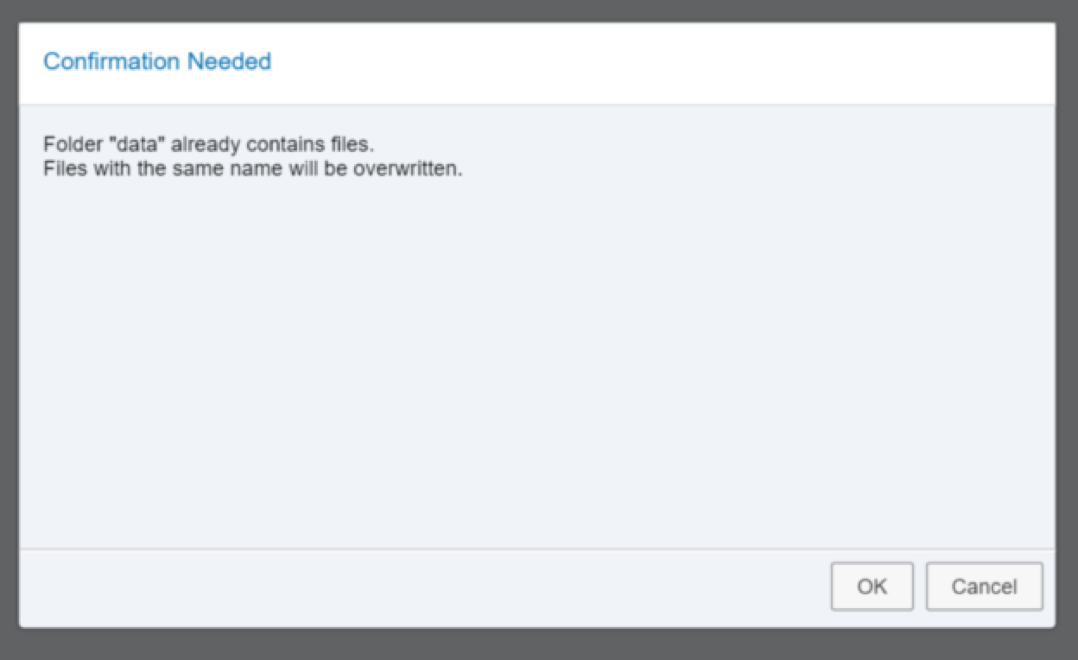 Confirmation Needed
Folder "data" already contains files.
Files with the same name will be overwritten.
OK
Cancel